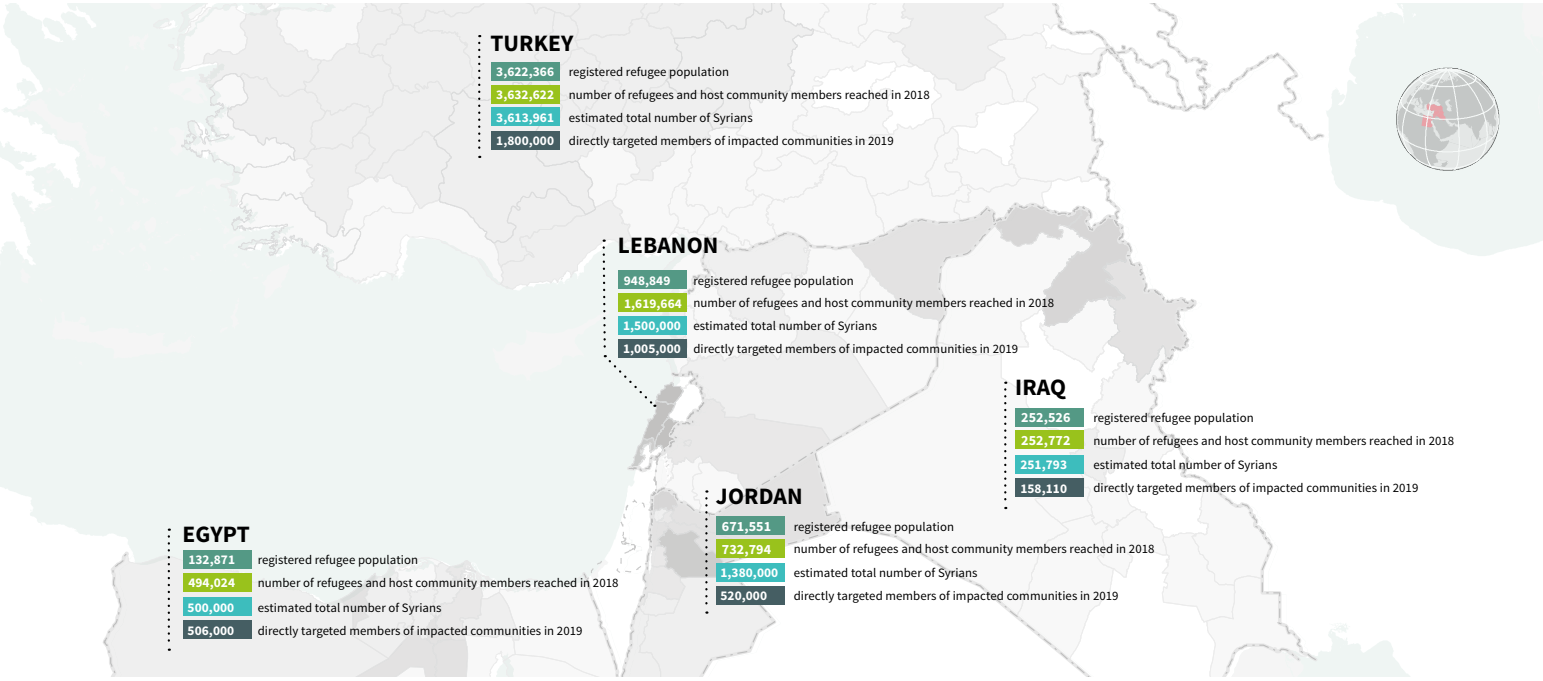 TURKEY
3,622,366 registered refugee population
3,632,622 number of refugees and host community members reached in 2018
3,613,961 estimated total number of Syrians
1,800,000 directly targeted members of impacted communities in 2019
LEBANON
948,849 registered refugee population
1,619,664 number of refugees and host community members reached in 2018
1,500,000 estimated total number of Syrians
1,005,000 directly targeted members of impacted communities in 2019
IRAQ
252,526 registered refugee population
252,772 number of refugees and host community members reached in 2018
251,793 estimated total number of Syrians
158,110 directly targeted members of impacted communities in 2019
JORDAN
671,551 registered refugee population
732,794 number of refugees and host community members reached in 2018
1,380,000 estimated total number of Syrians
520,000 directly targeted members of impacted communities in 2019
EGYPT
132,871 registered refugee population
494,024 number of refugees and host community members reached in 2018
500,000 estimated total number of Syrians
506,000 directly targeted members of impacted communities in 2019